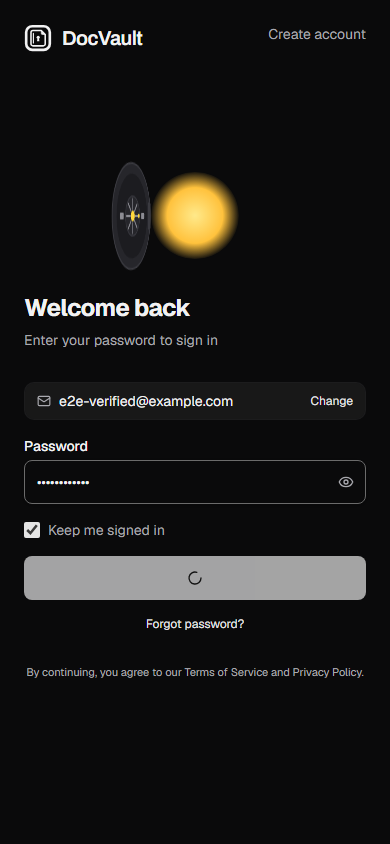 DocVault
Create account
Welcome back
Enter your password to sign in
e2e-verified@example.com
Change
Password
••••••••••••
Keep me signed in
Forgot password?
By continuing, you agree to our Terms of Service and Privacy Policy.